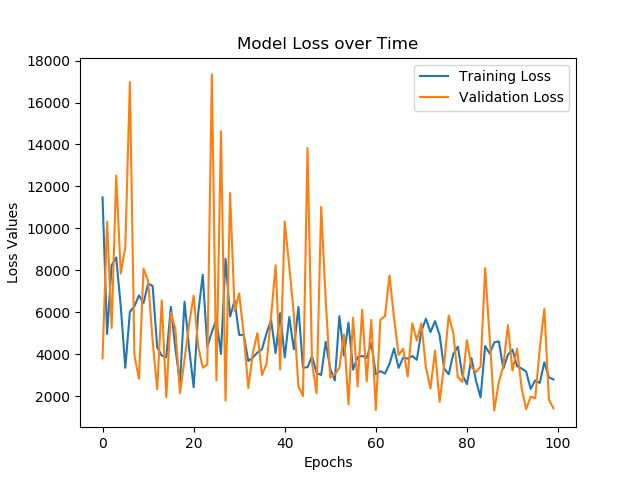 Model Loss over Time
Training Loss
Validation Loss
18000
16000
14000
12000
10000
8000
6000
4000
2000
Loss Values
0 20 40 60 80 100
Epochs